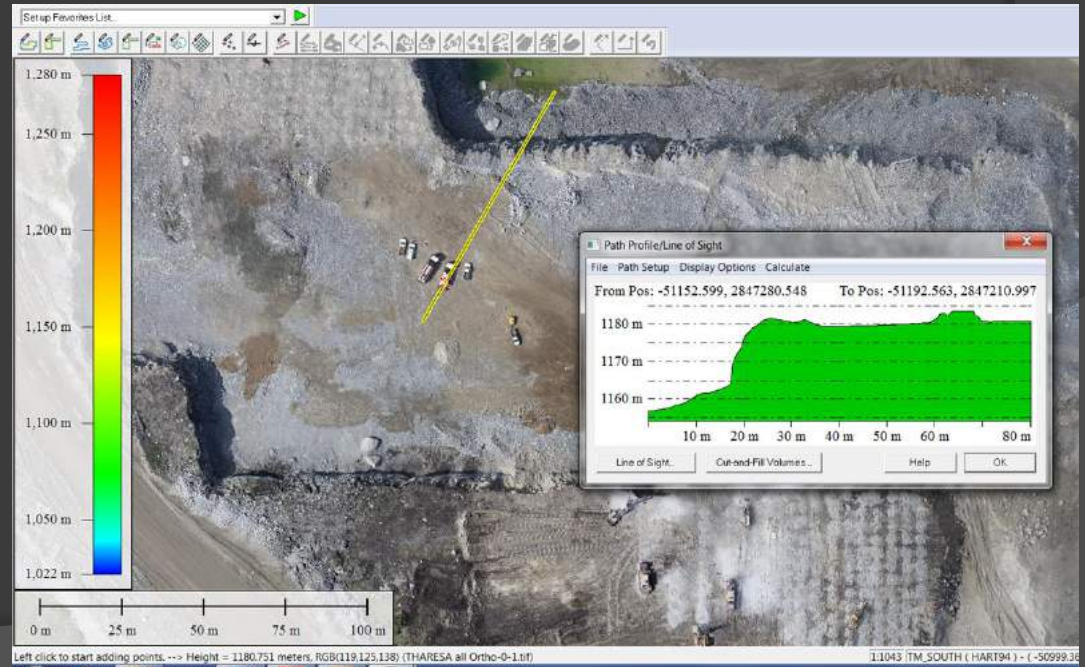 Setup Favorites List...
1,280 m
1,250 m
1,200 m
1,150 m
1,100 m
1,050 m
1,022 m
0 m 25 m 50 m 75 m 100 m
Path Profile/Line of Sight
File Path Setup Display Options Calculate
From Pos: -51152.599, 2847280.548 To Pos: -51192.563, 2847210.997
1180 m
1170 m
1160 m
10 m 20 m 30 m 40 m 50 m 60 m 80 m
Line of Sight... Cut-and-Fill Volumes... Help OK
Left click to start adding points. --> Height = 1180.751 meters, RGB(119,125,138) (THARESA all Ortho-0-1.tif) 1:1043 TM_SOUTH ( HART94 ) - ( -50999.36